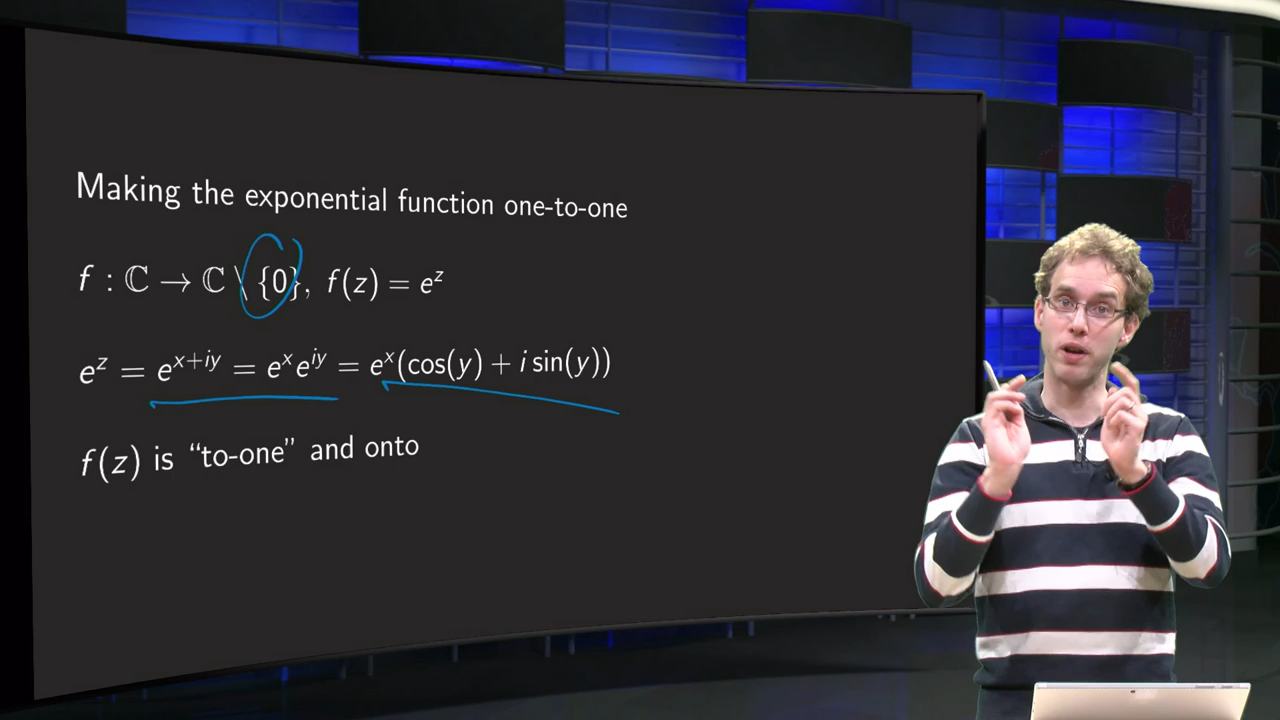 Making the exponential function one-to-one
f : ℂ → ℂ \ {0}, f(z) = e^z
e^z = e^{x+iy} = e^x e^{iy} = e^x(cos(y) + i sin(y))
f(z) is “to-one” and onto